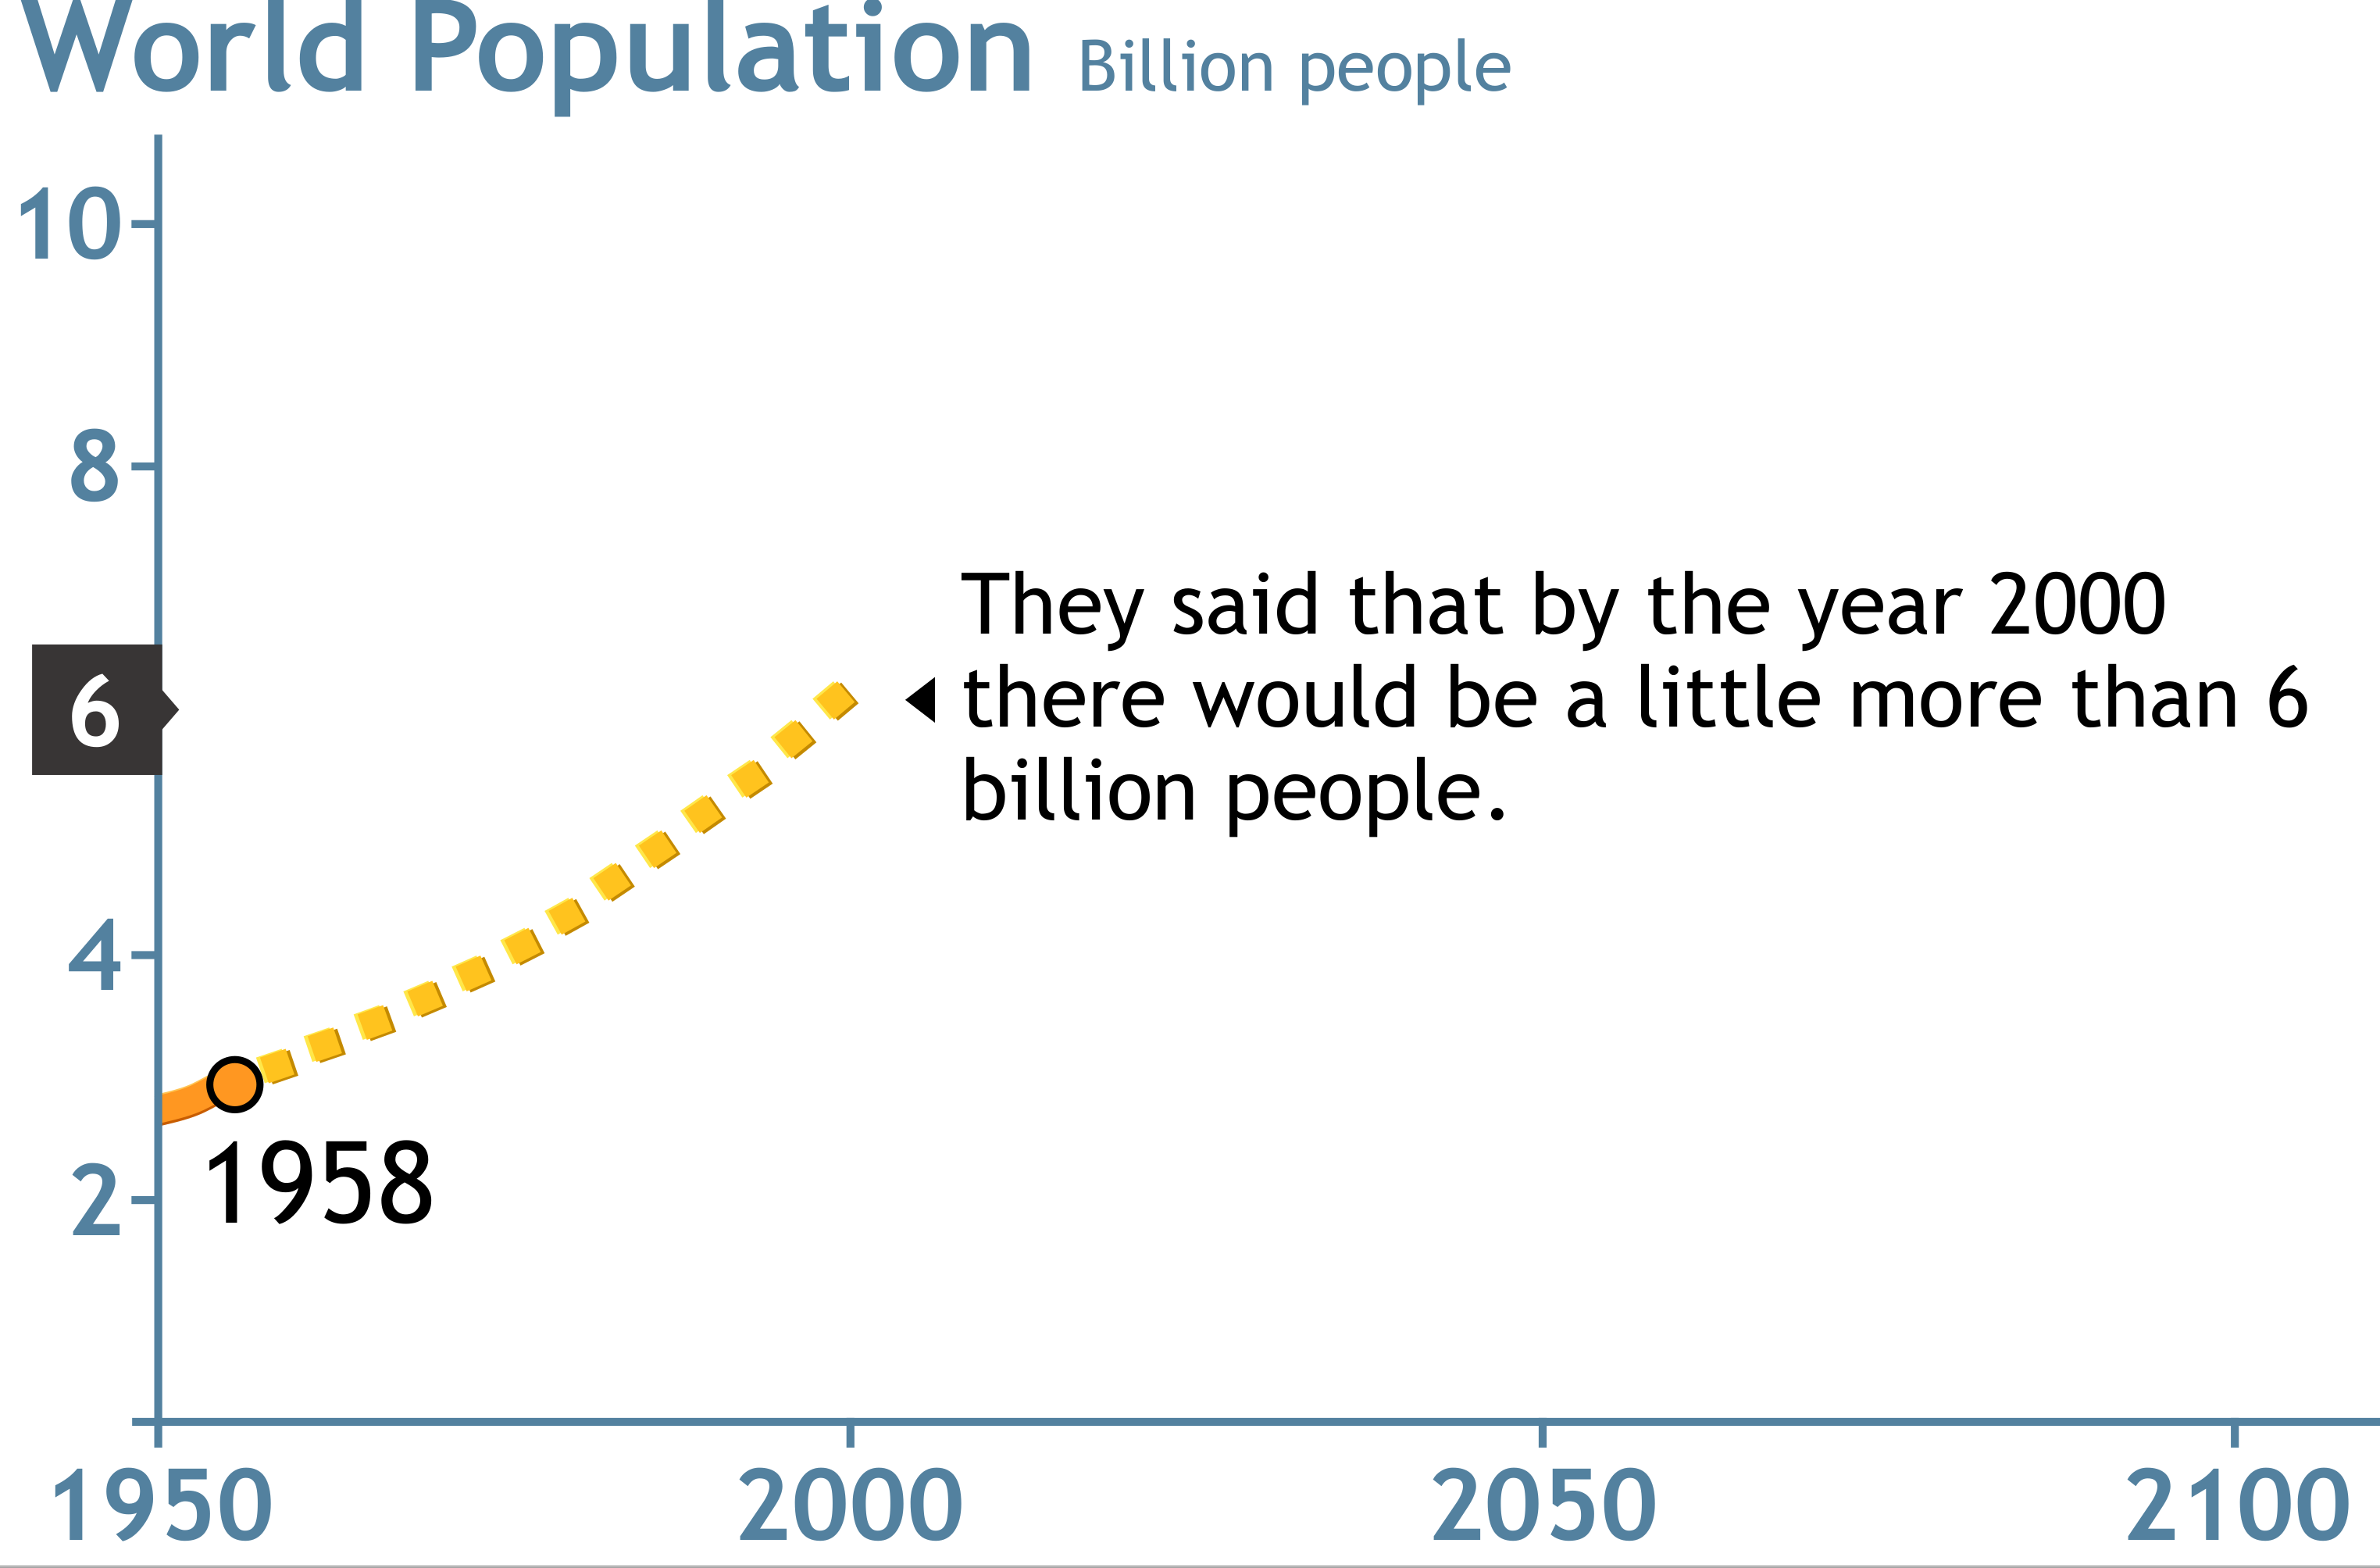 World Population Billion people
10
8
They said that by the year 2000
there would be a little more than 6
billion people.
6
4
2
1958
1950 2000 2050 2100